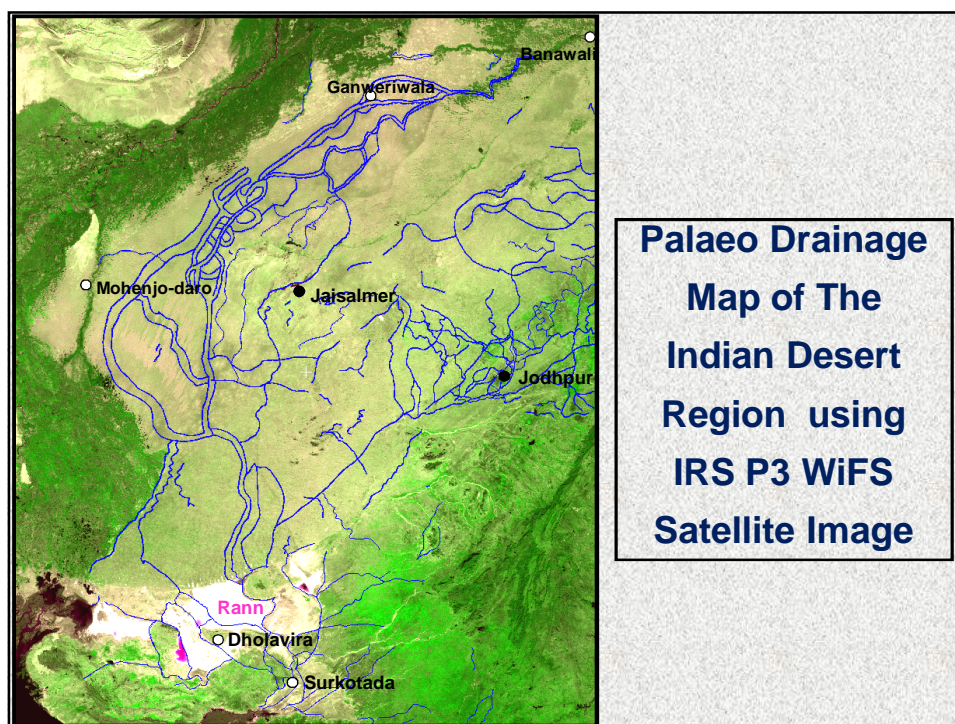 Banawali
Ganweriwala
Mohenjo-daro
Jaisalmer
Jodhpur
Rann
Dholavira
Surkotada
Palaeo Drainage
Map of The
Indian Desert
Region using
IRS P3 WiFS
Satellite Image